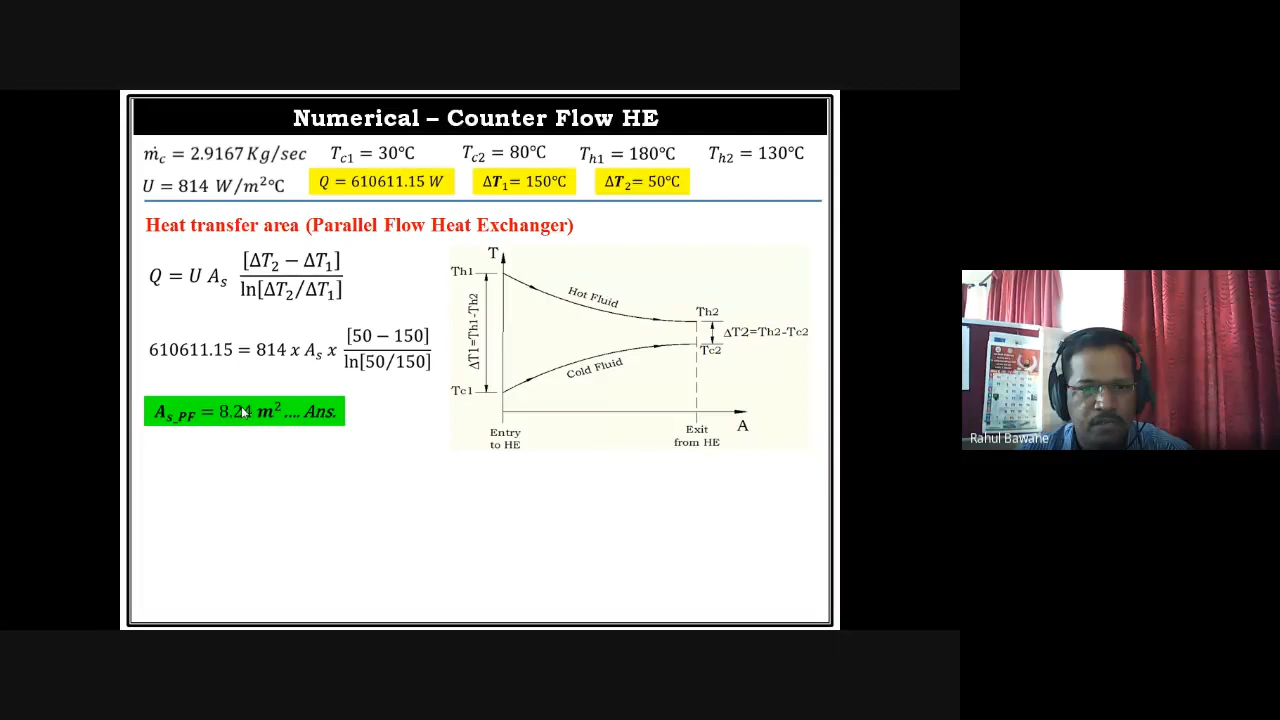 Numerical – Counter Flow HE
ṁc = 2.9167 Kg/sec Tc1 = 30℃ Tc2 = 80℃ Th1 = 180℃ Th2 = 130℃
U = 814 W/m²℃ Q = 610611.15 W ΔT1= 150℃ ΔT2= 50℃
Heat transfer area (Parallel Flow Heat Exchanger)
Q = U As [ΔT2 − ΔT1] / ln[ΔT2/ΔT1]
610611.15 = 814 x As x [50 − 150] / ln[50/150]
As_PF = 8.24 m² .... Ans.
T
Th1
Hot Fluid
Th2
ΔT1=Th1-Th2
ΔT2=Th2-Tc2
Tc2
Cold Fluid
Tc1
A
Entry
to HE
Exit
from HE
Rahul Bawane